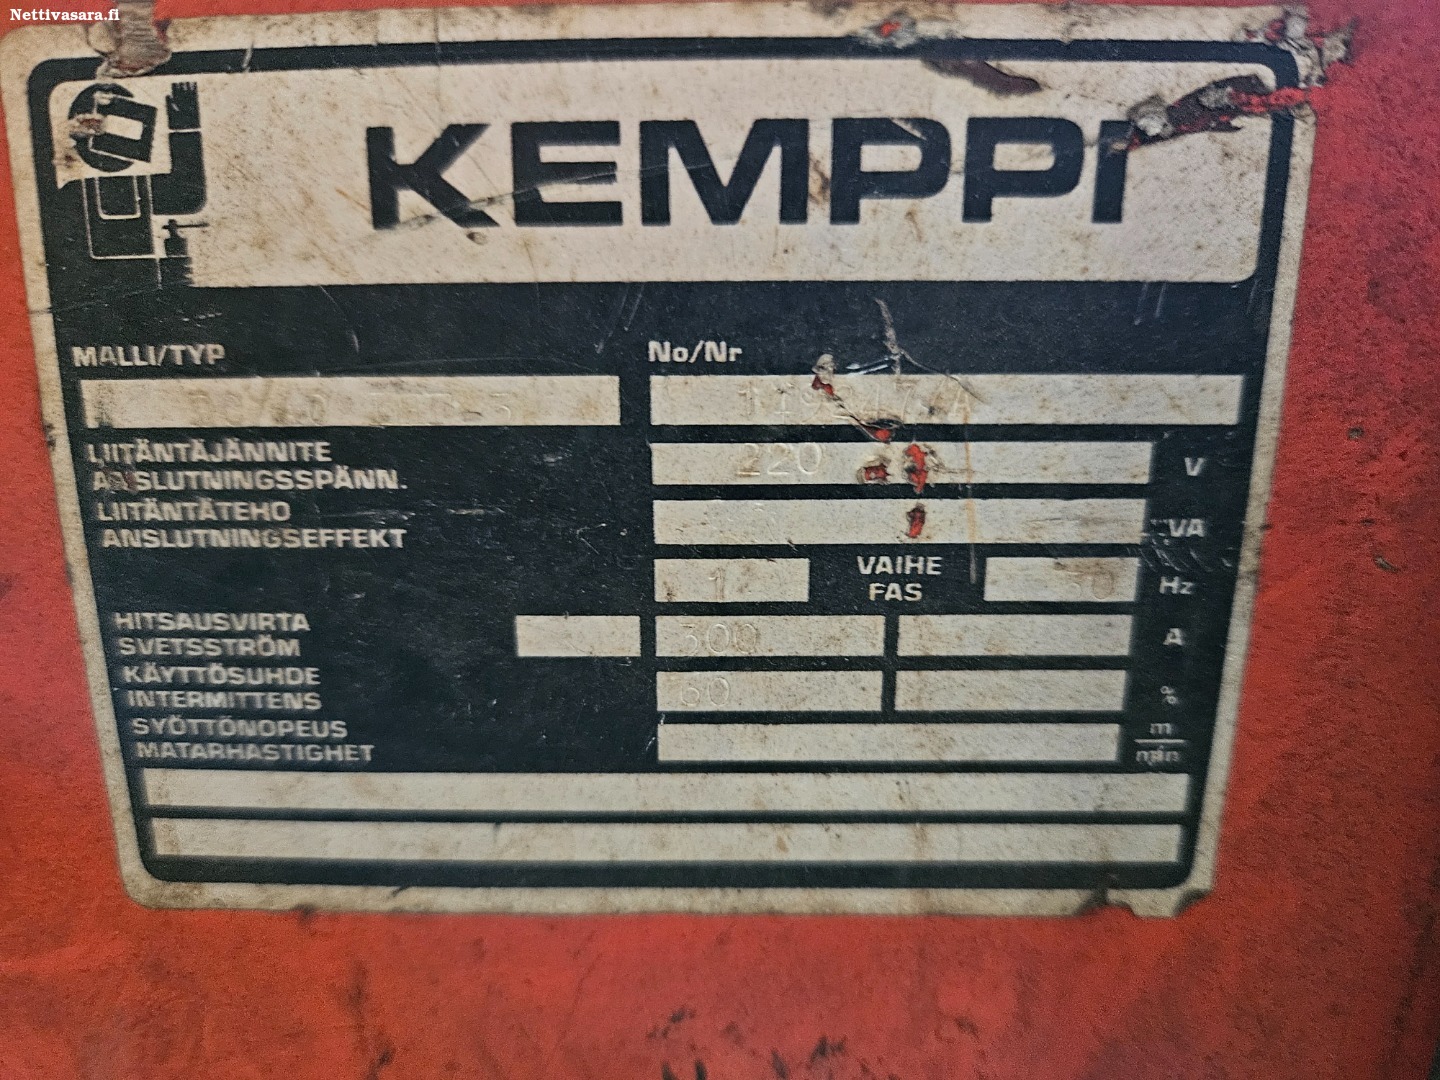 Nettivasara.fi
KEMPPI
MALLI/TYP
No/Nr
LIITÄNTÄJÄNNITE
ANSLUTNINGSSPÄNN.
220
V
LIITÄNTÄTEHO
ANSLUTNINGSEFFEKT
VA
1
VAIHE
FAS
50
Hz
HITSAUSVIRTA
SVETSSTRÖM
300
A
KÄYTTÖSUHDE
INTERMITTENS
60
%
SYÖTTÖNOPEUS
MATARHASTIGHET
m
min